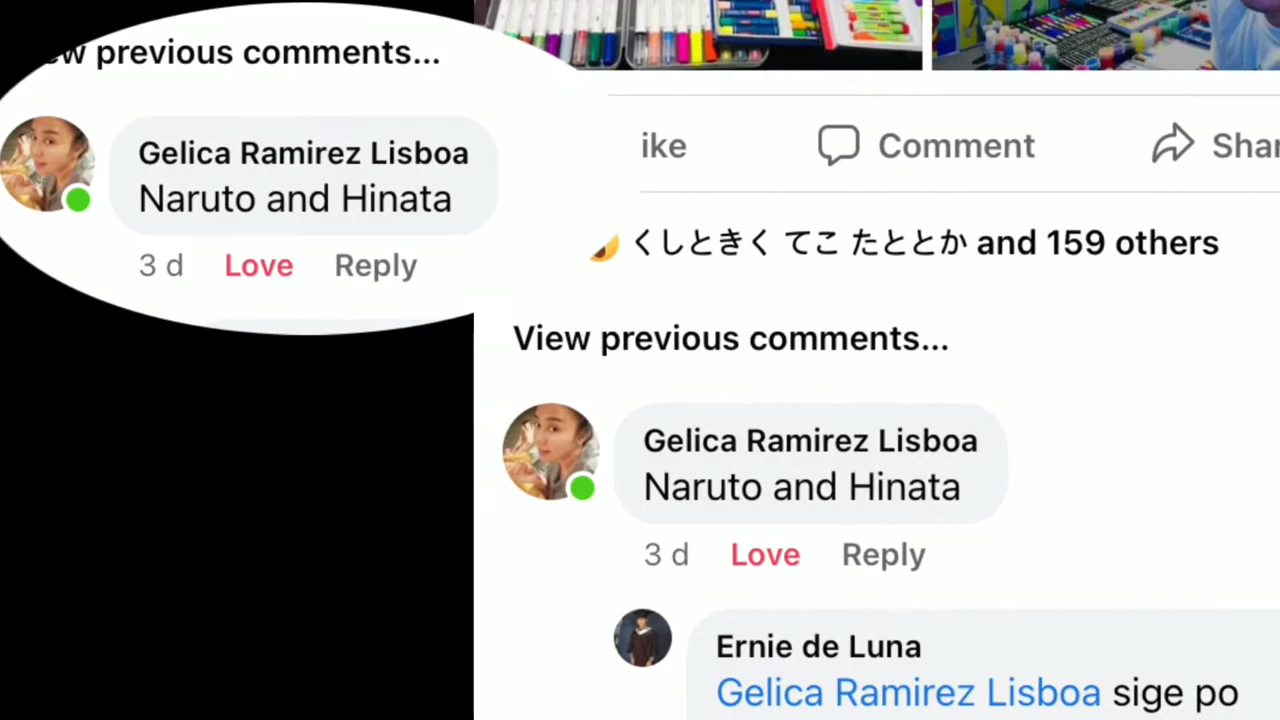 previous comments...
Gelica Ramirez Lisboa
Naruto and Hinata
3 d Love Reply
ike Comment Shar
くしときく てこ たととか and 159 others
View previous comments...
Gelica Ramirez Lisboa
Naruto and Hinata
3 d Love Reply
Ernie de Luna
Gelica Ramirez Lisboa sige po